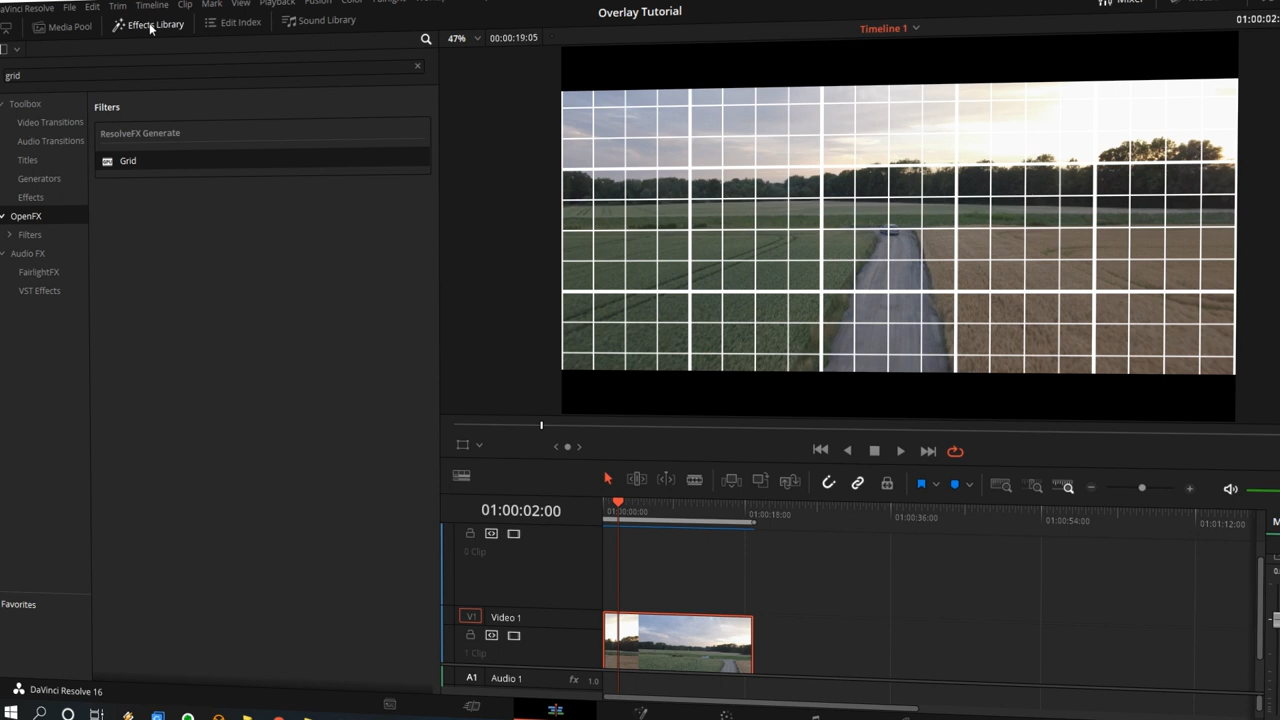 DaVinci Resolve File Edit Trim Timeline Clip Mark View Playback Fusion Color
Overlay Tutorial
Media Pool Effects Library Edit Index Sound Library
Mixer
47% 00:00:19:05 Timeline 1 01:00:02:
grid
Toolbox
Video Transitions
Audio Transitions
Titles
Generators
Effects
OpenFX
Filters
Audio FX
FairlightFX
VST Effects
Favorites
Filters
ResolveFX Generate
Grid
01:00:02:00
01:00:00:00 01:00:18:00 01:00:36:00 01:00:54:00 01:01:12:00
0 Clip
V1 Video 1
1 Clip
A1 Audio 1 fx 1.0
DaVinci Resolve 16